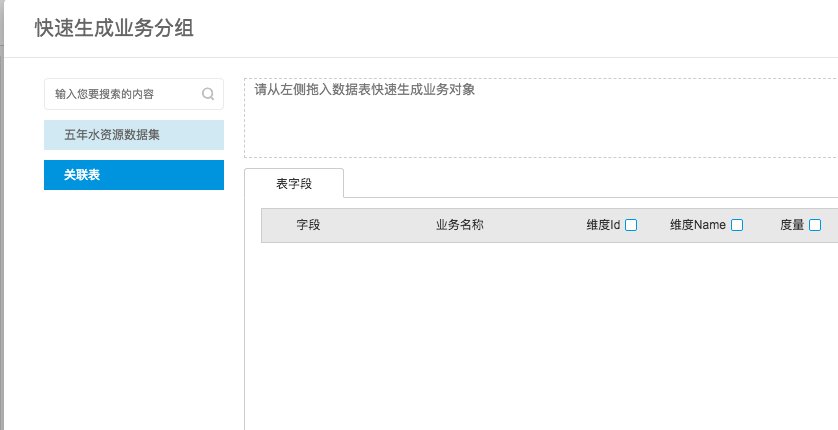 快速生成业务分组
输入您要搜索的内容
请从左侧拖入数据表快速生成业务对象
五年水资源数据集
关联表
表字段
字段 业务名称 维度Id 维度Name 度量